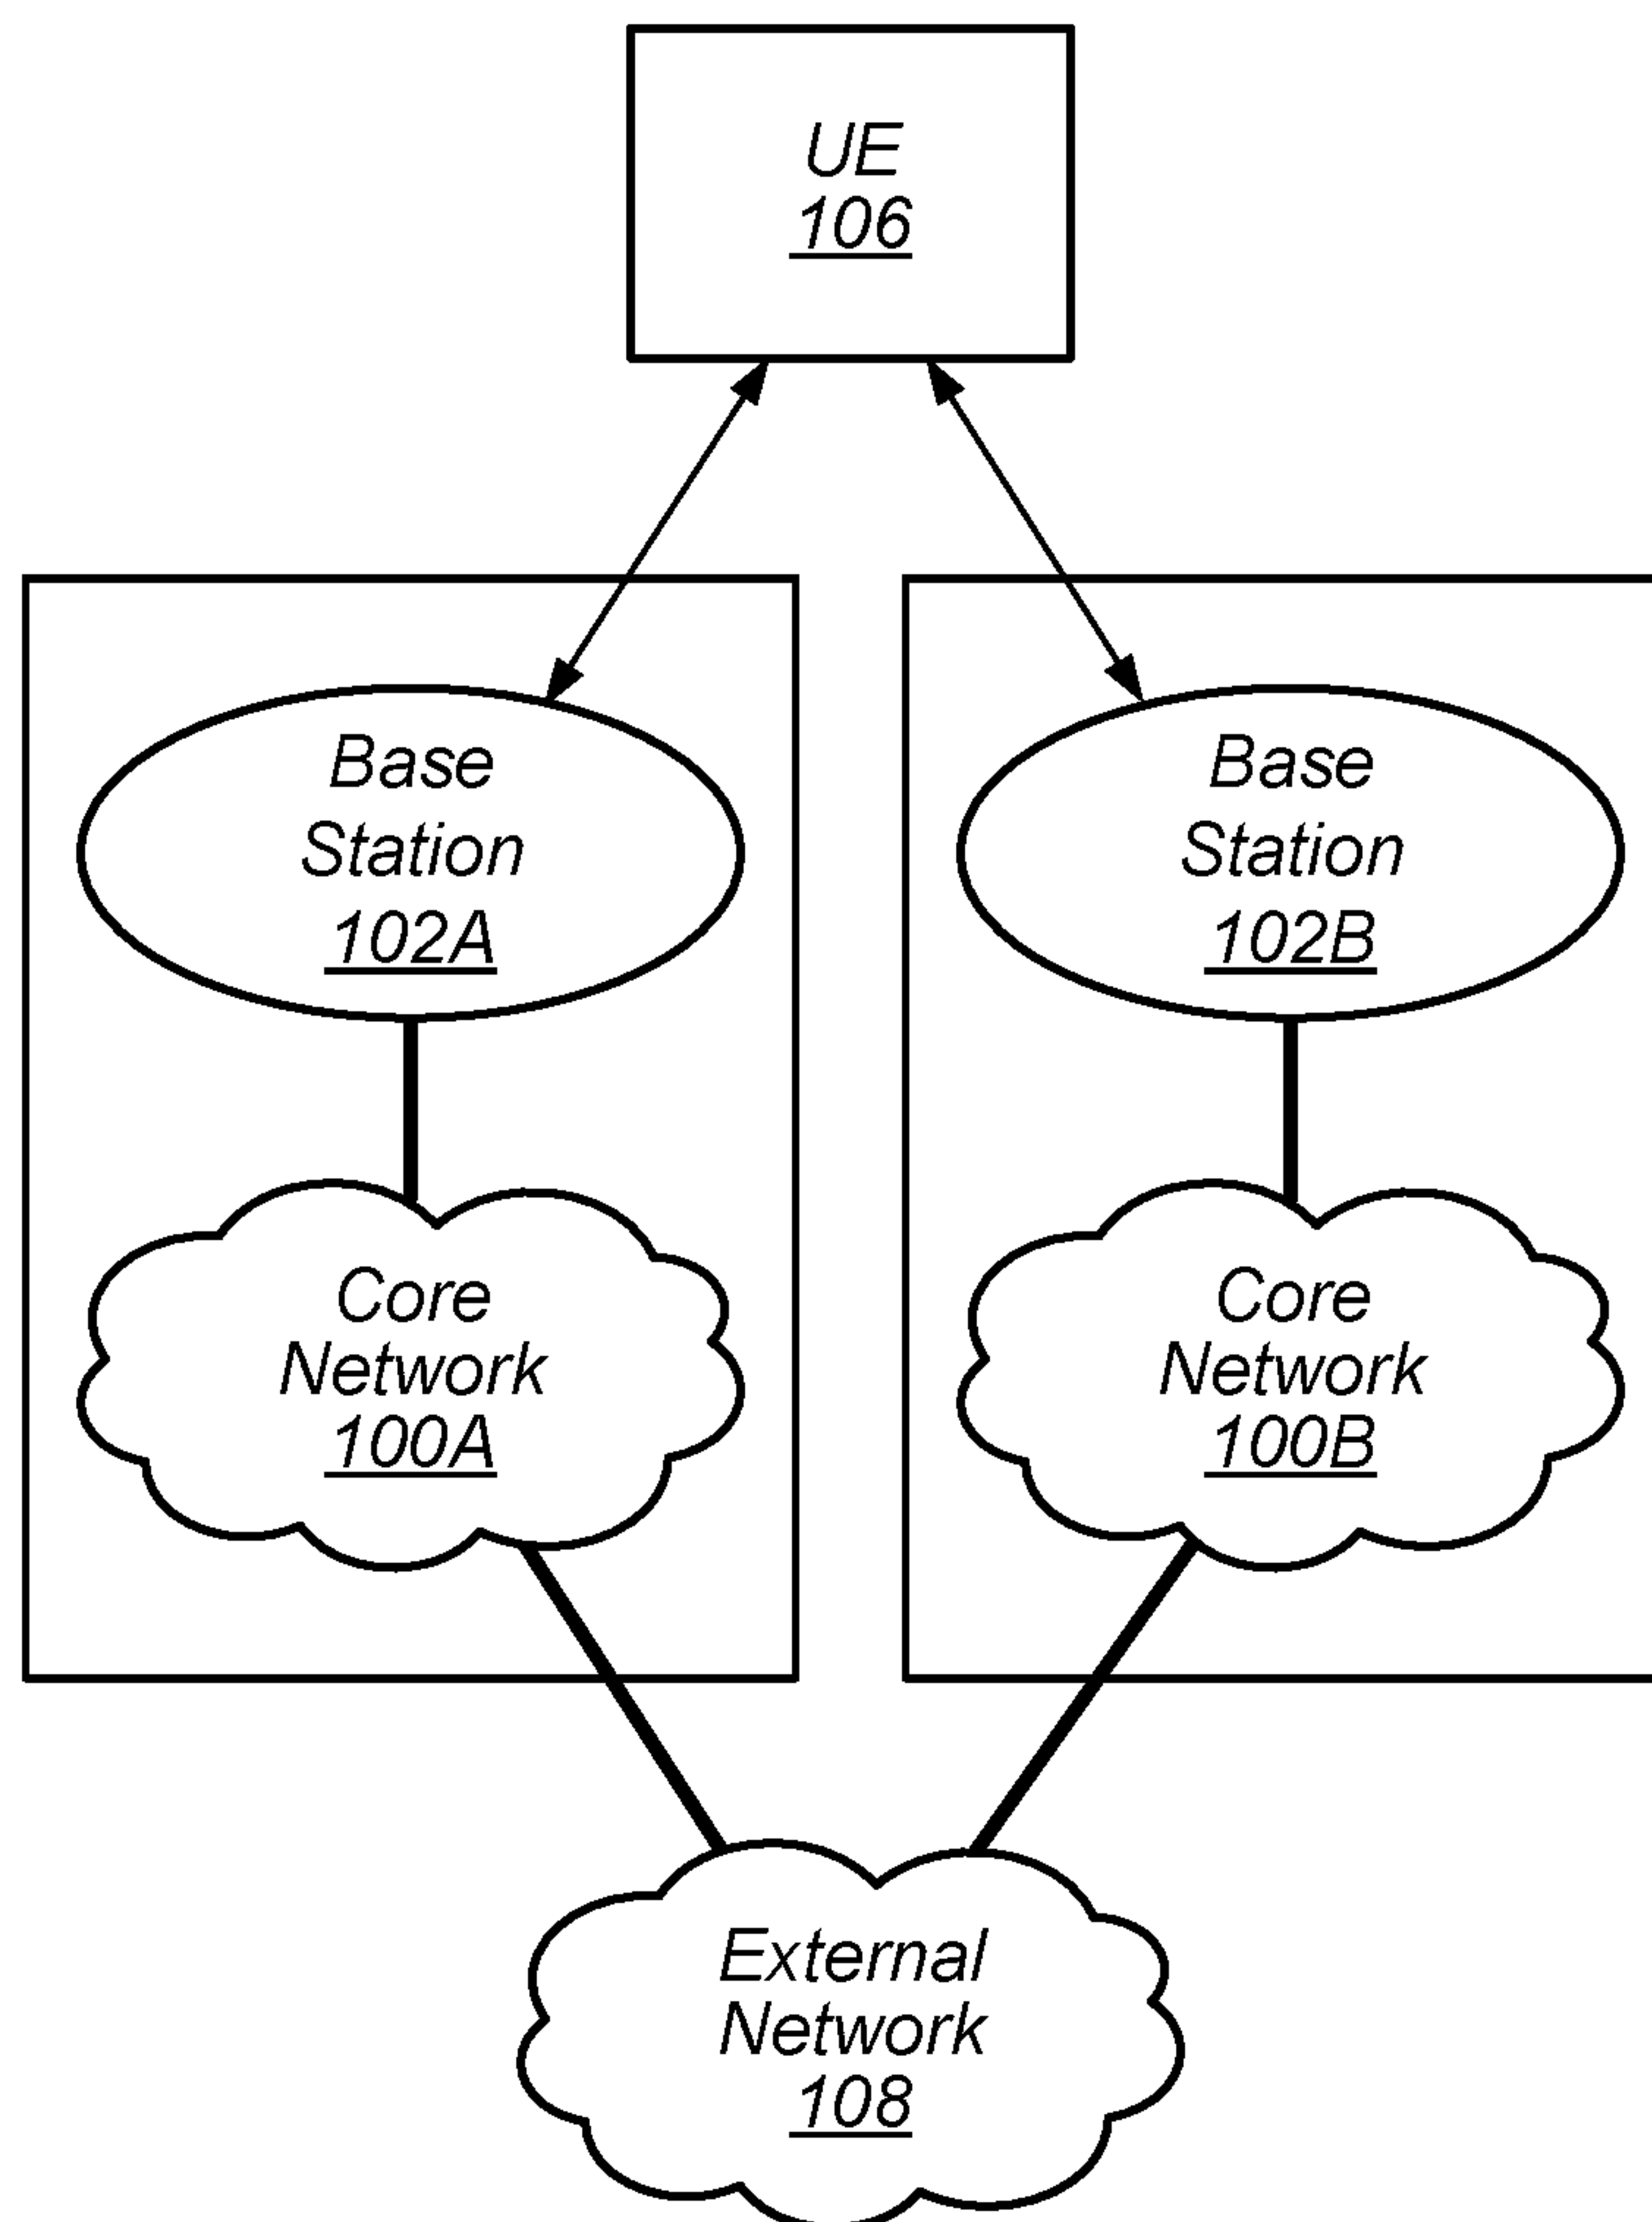 UE
106
Base
Station
102A
Base
Station
102B
Core
Network
100A
Core
Network
100B
External
Network
108